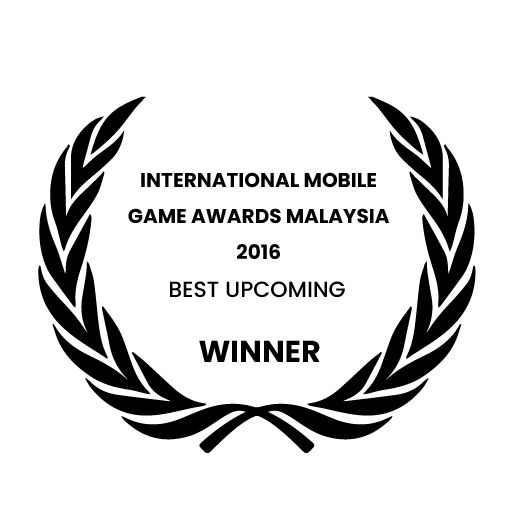 INTERNATIONAL MOBILE
GAME AWARDS MALAYSIA
2016
BEST UPCOMING
WINNER